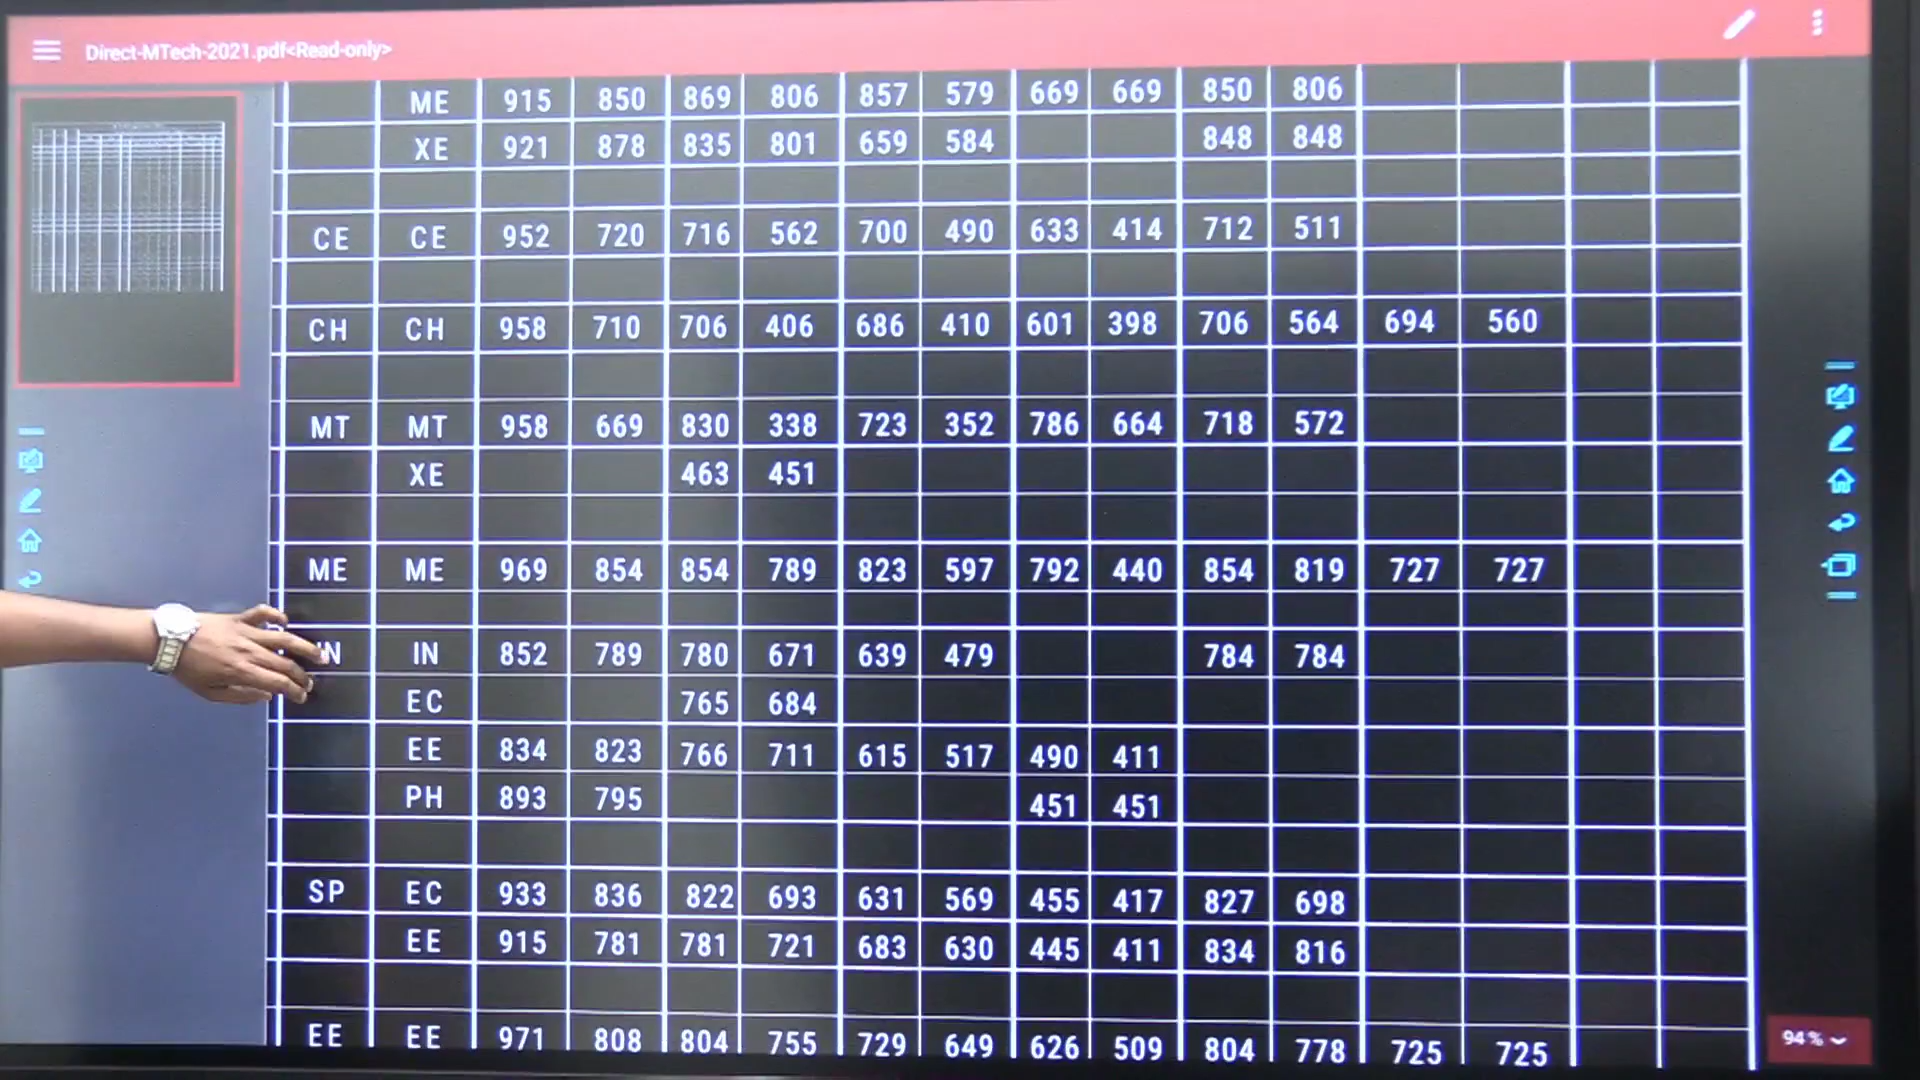 Direct-MTech-2021.pdf<Read-only>
ME 915 850 869 806 857 579 669 669 850 806
XE 921 878 835 801 659 584 848 848
CE CE 952 720 716 562 700 490 633 414 712 511
CH CH 958 710 706 406 686 410 601 398 706 564 694 560
MT MT 958 669 830 338 723 352 786 664 718 572
XE 463 451
ME ME 969 854 854 789 823 597 792 440 854 819 727 727
IN 852 789 780 671 639 479 784 784
EC 765 684
EE 834 823 766 711 615 517 490 411
PH 893 795 451 451
SP EC 933 836 822 693 631 569 455 417 827 698
EE 915 781 781 721 683 630 445 411 834 816
EE EE 971 808 804 755 729 649 626 509 804 778 725 725
94%